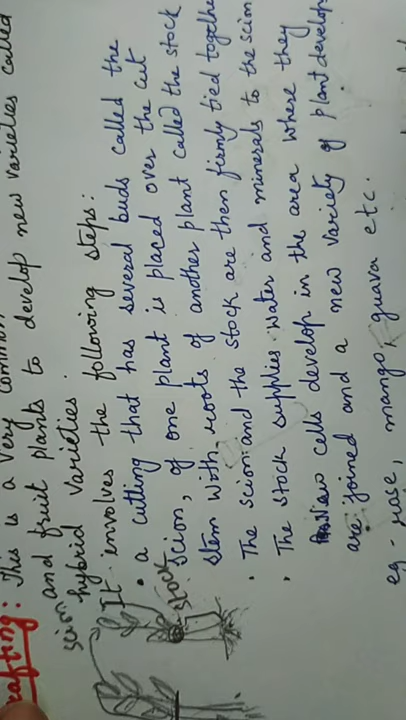 rafting: This is a very common
and fruit plants to develop new varieties called
hybrid varieties.
It involves the following steps:
• a cutting that has several buds called the
scion, of one plant is placed over the cut
stem with roots of another plant called the stock
• The scion and the stock are then firmly tied togethe
• The stock supplies water and minerals to the scion
New cells develop in the area where they
are joined and a new variety of plant develop
eg - rose, mango, guava etc.
scion
stock